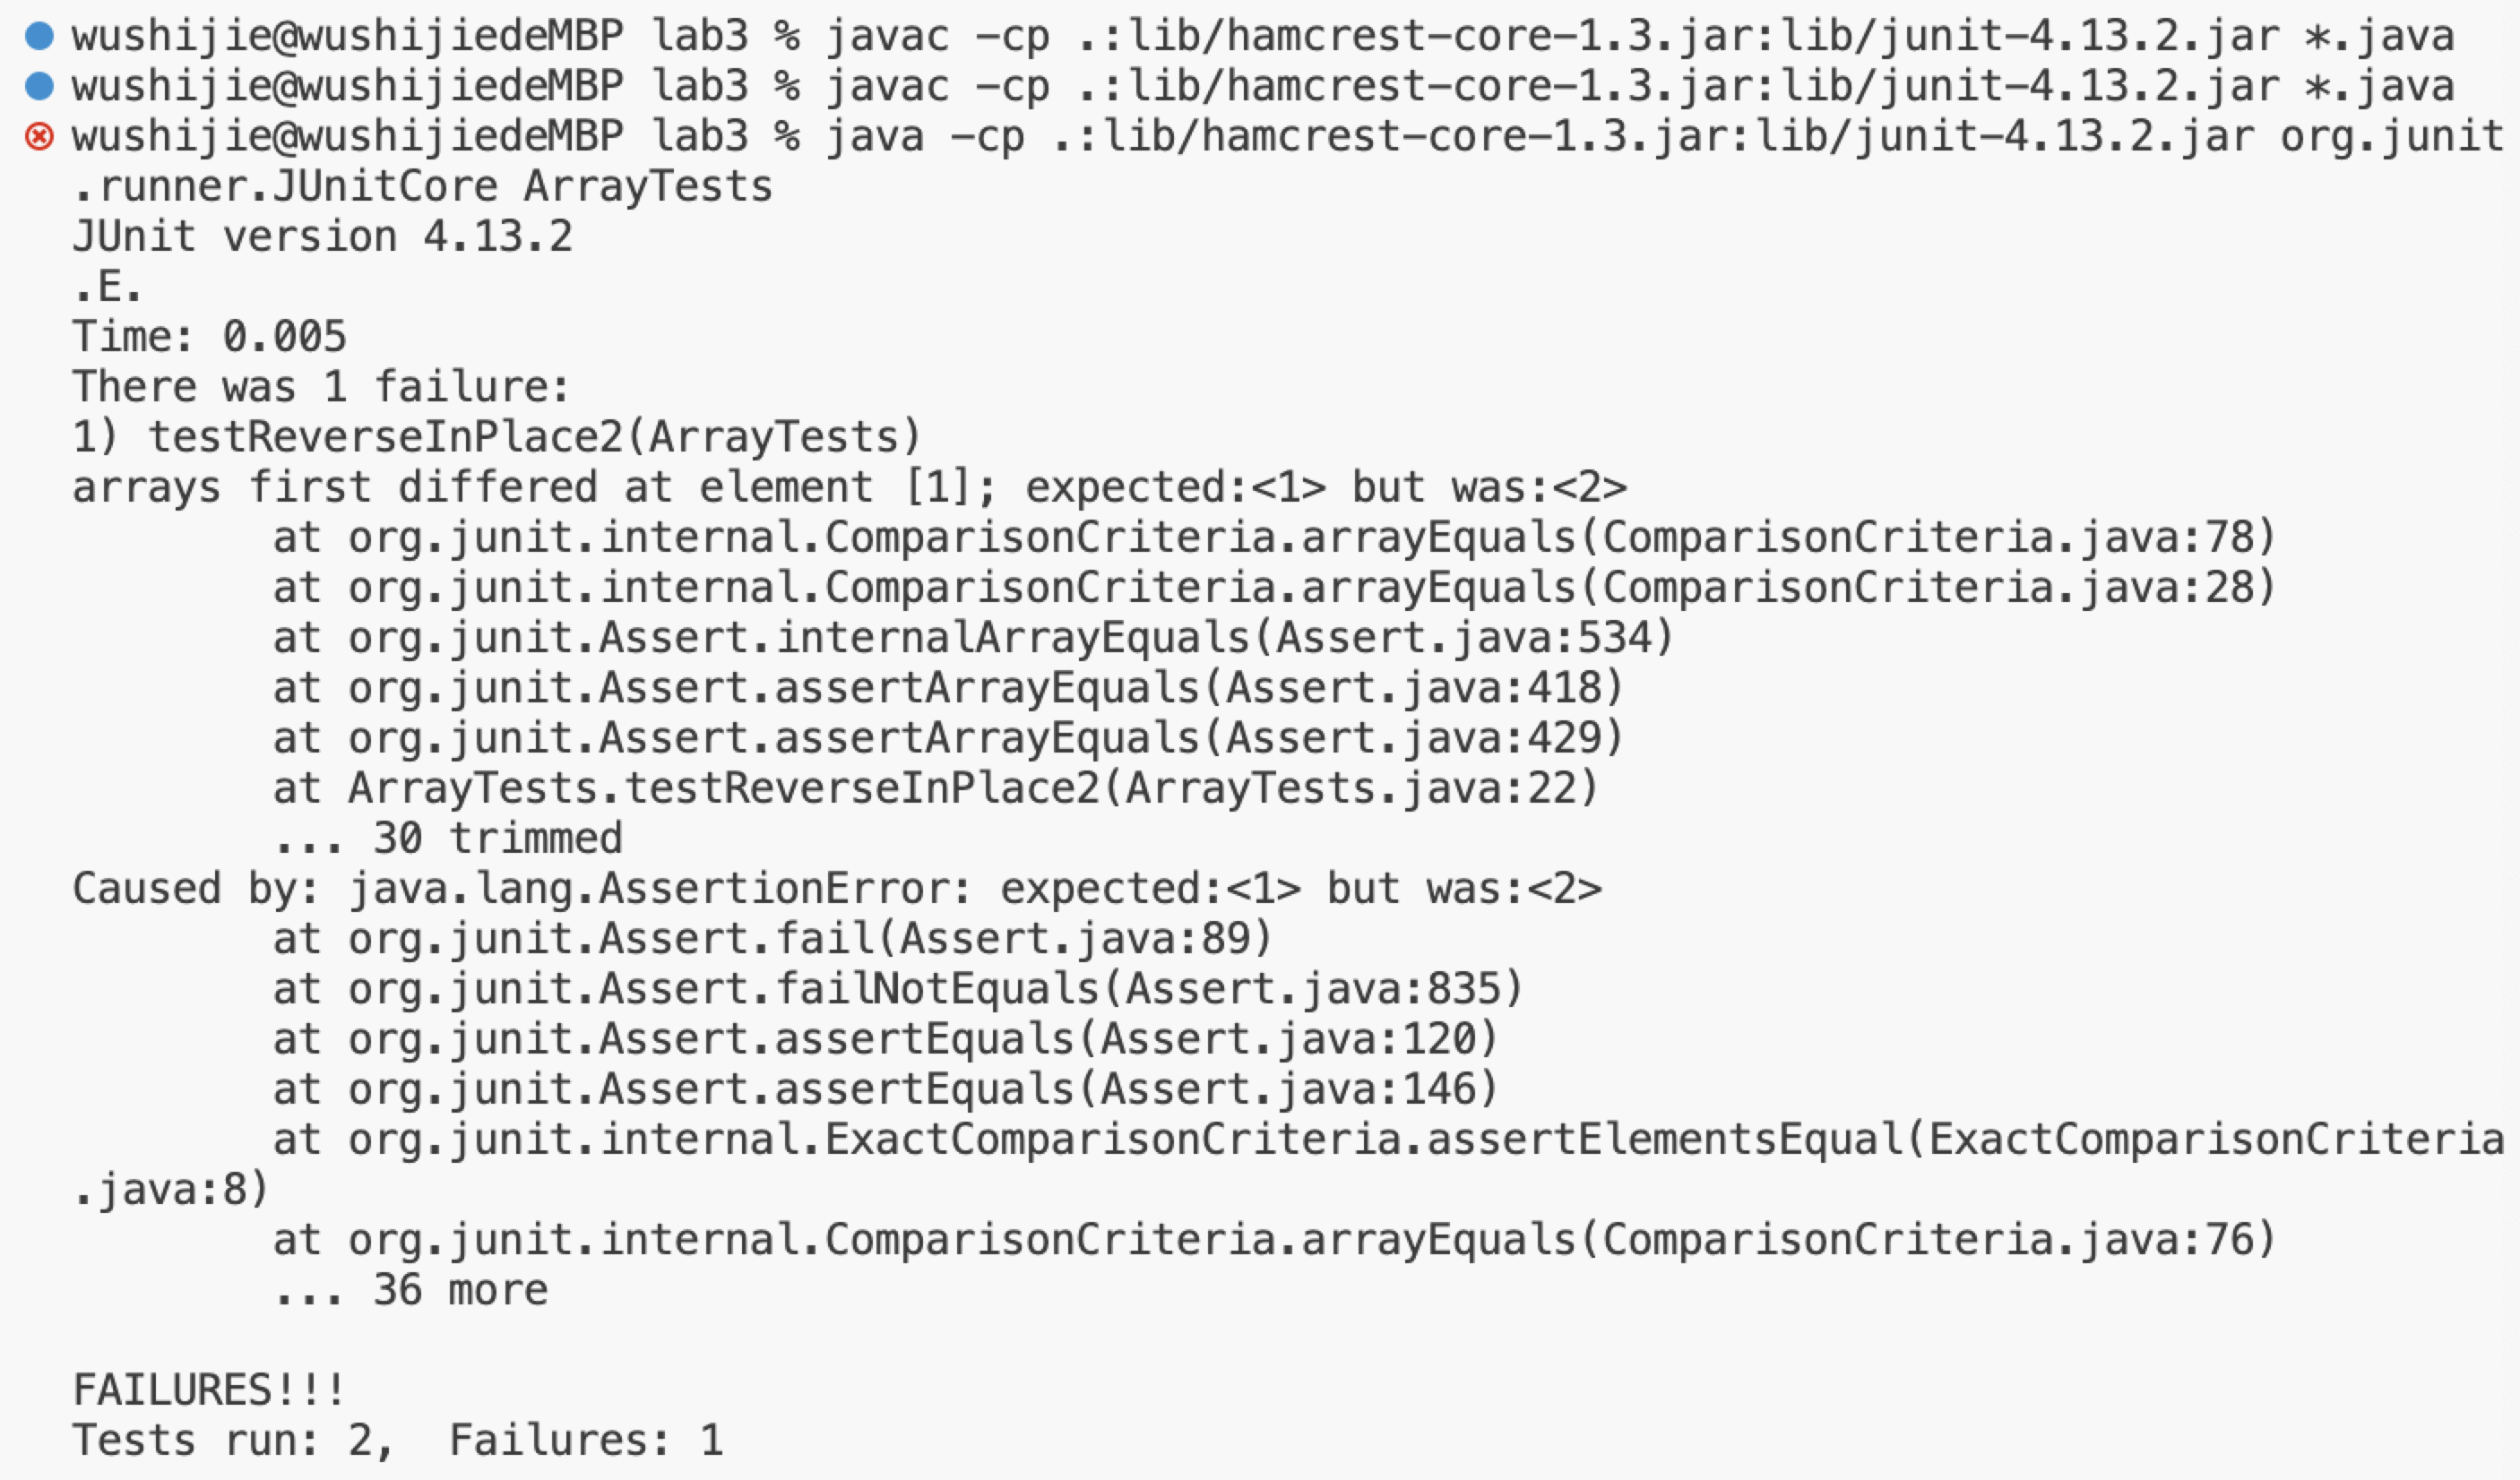 wushijie@wushijiedeMBP lab3 % javac -cp .:lib/hamcrest-core-1.3.jar:lib/junit-4.13.2.jar *.java
wushijie@wushijiedeMBP lab3 % javac -cp .:lib/hamcrest-core-1.3.jar:lib/junit-4.13.2.jar *.java
wushijie@wushijiedeMBP lab3 % java -cp .:lib/hamcrest-core-1.3.jar:lib/junit-4.13.2.jar org.junit
.runner.JUnitCore ArrayTests
JUnit version 4.13.2
.E.
Time: 0.005
There was 1 failure:
1) testReverseInPlace2(ArrayTests)
arrays first differed at element [1]; expected:<1> but was:<2>
        at org.junit.internal.ComparisonCriteria.arrayEquals(ComparisonCriteria.java:78)
        at org.junit.internal.ComparisonCriteria.arrayEquals(ComparisonCriteria.java:28)
        at org.junit.Assert.internalArrayEquals(Assert.java:534)
        at org.junit.Assert.assertArrayEquals(Assert.java:418)
        at org.junit.Assert.assertArrayEquals(Assert.java:429)
        at ArrayTests.testReverseInPlace2(ArrayTests.java:22)
        ... 30 trimmed
Caused by: java.lang.AssertionError: expected:<1> but was:<2>
        at org.junit.Assert.fail(Assert.java:89)
        at org.junit.Assert.failNotEquals(Assert.java:835)
        at org.junit.Assert.assertEquals(Assert.java:120)
        at org.junit.Assert.assertEquals(Assert.java:146)
        at org.junit.internal.ExactComparisonCriteria.assertElementsEqual(ExactComparisonCriteria
.java:8)
        at org.junit.internal.ComparisonCriteria.arrayEquals(ComparisonCriteria.java:76)
        ... 36 more

FAILURES!!!
Tests run: 2,  Failures: 1